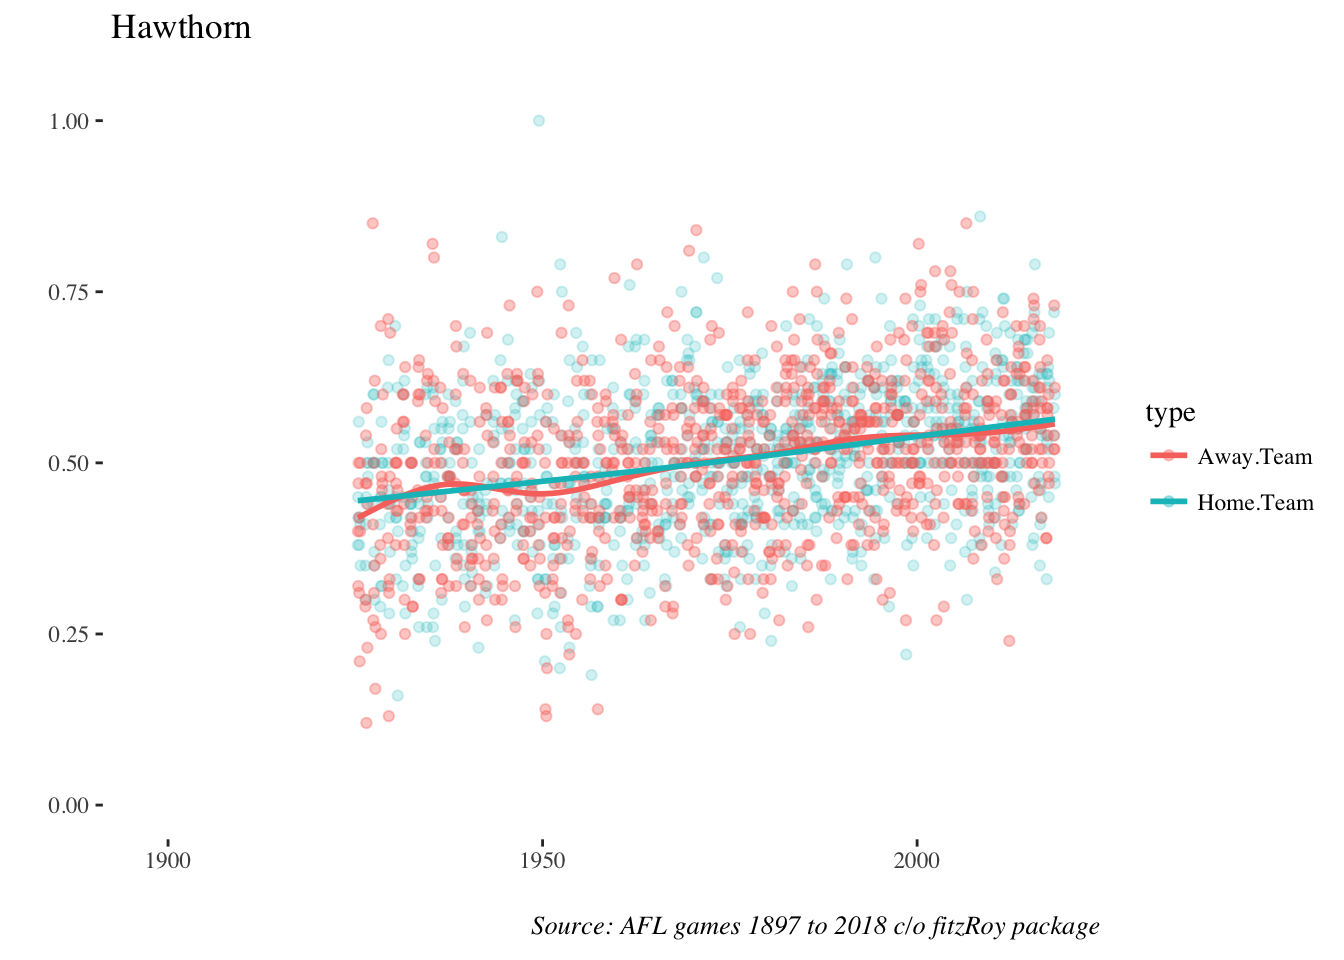 Hawthorn
1.00
0.75
0.50
0.25
0.00
1900 1950 2000
type
Away.Team
Home.Team
Source: AFL games 1897 to 2018 c/o fitzRoy package